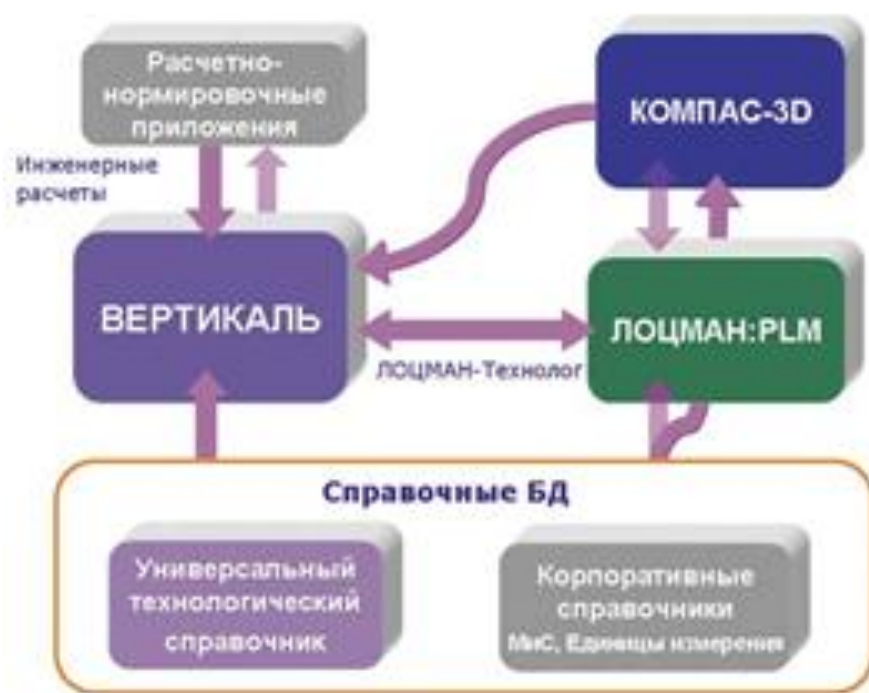 Расчетно-
нормировочные
приложения
КОМПАС-3D
Инженерные
расчеты
ВЕРТИКАЛЬ
ЛОЦМАН:PLM
ЛОЦМАН-Технолог
Справочные БД
Универсальный
технологический
справочник
Корпоративные
справочники
МиС, Единицы измерения